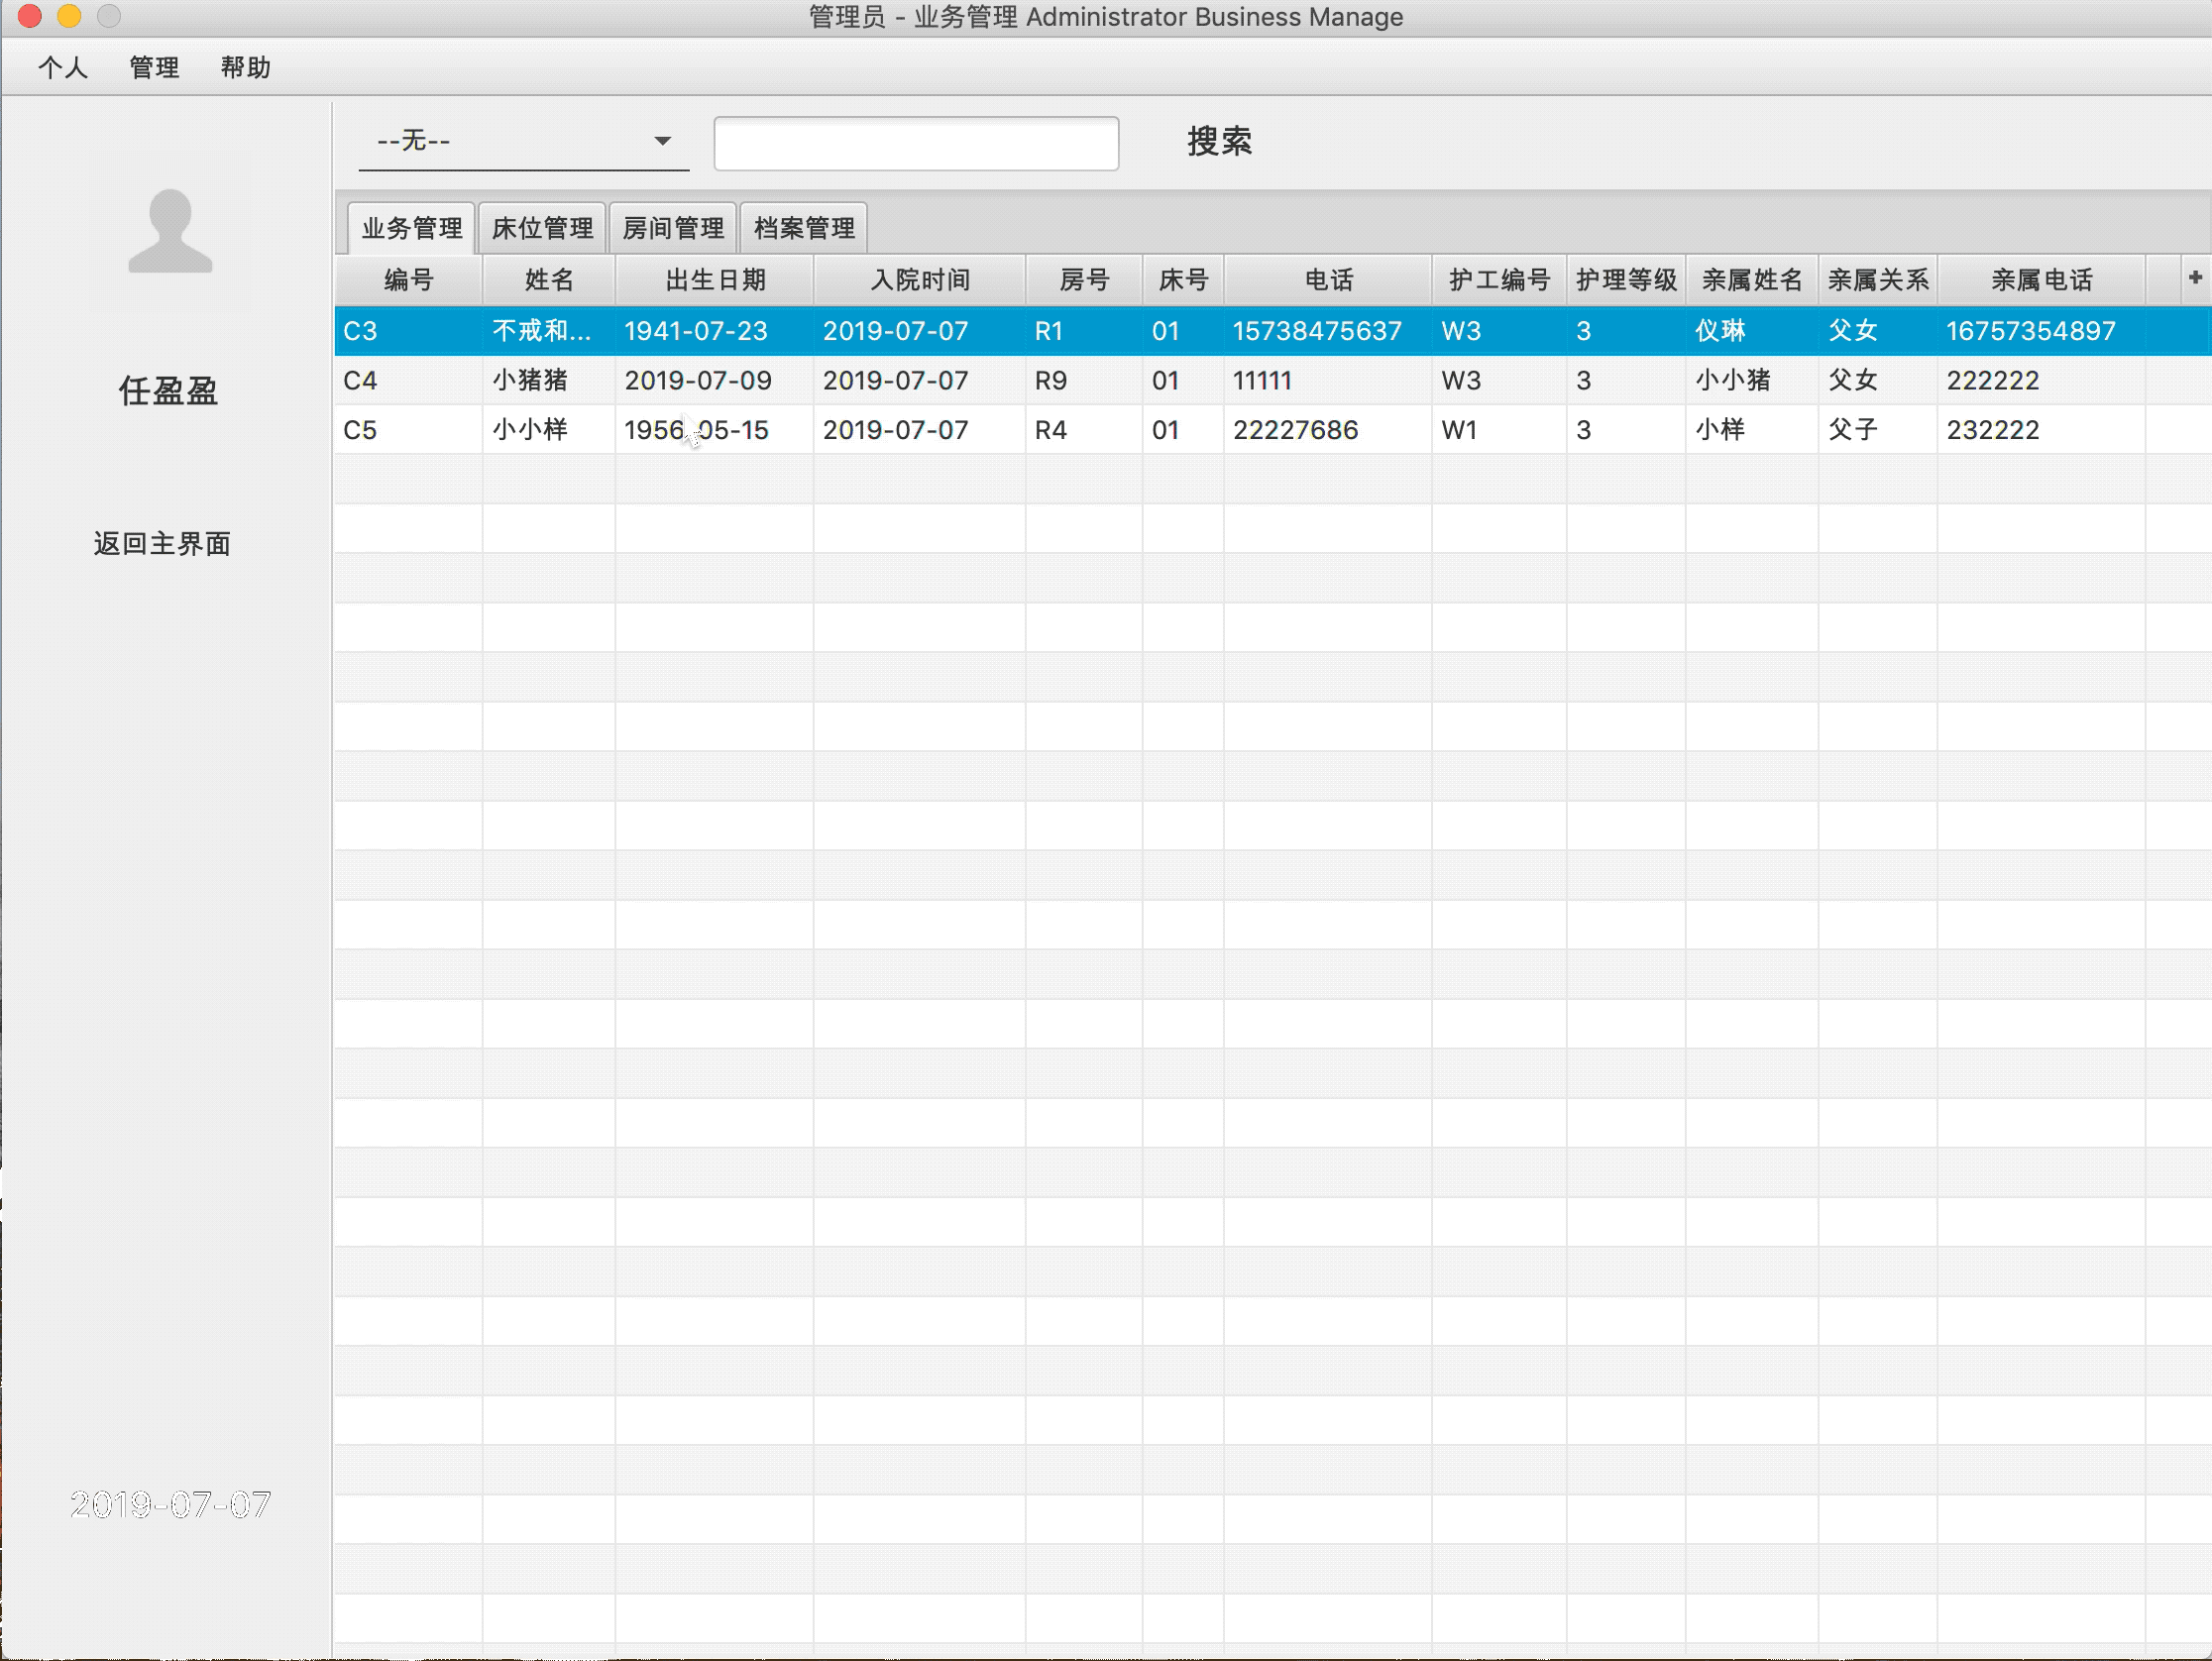 管理员 - 业务管理 Administrator Business Manage
个人 管理 帮助
--无-- 搜索
任盈盈
返回主界面
2019-07-07
业务管理 床位管理 房间管理 档案管理
编号 姓名 出生日期 入院时间 房号 床号 电话 护工编号 护理等级 亲属姓名 亲属关系 亲属电话 +
C3 不戒和... 1941-07-23 2019-07-07 R1 01 15738475637 W3 3 仪琳 父女 16757354897
C4 小猪猪 2019-07-09 2019-07-07 R9 01 11111 W3 3 小小猪 父女 222222
C5 小小样 1956-05-15 2019-07-07 R4 01 22227686 W1 3 小样 父子 232222